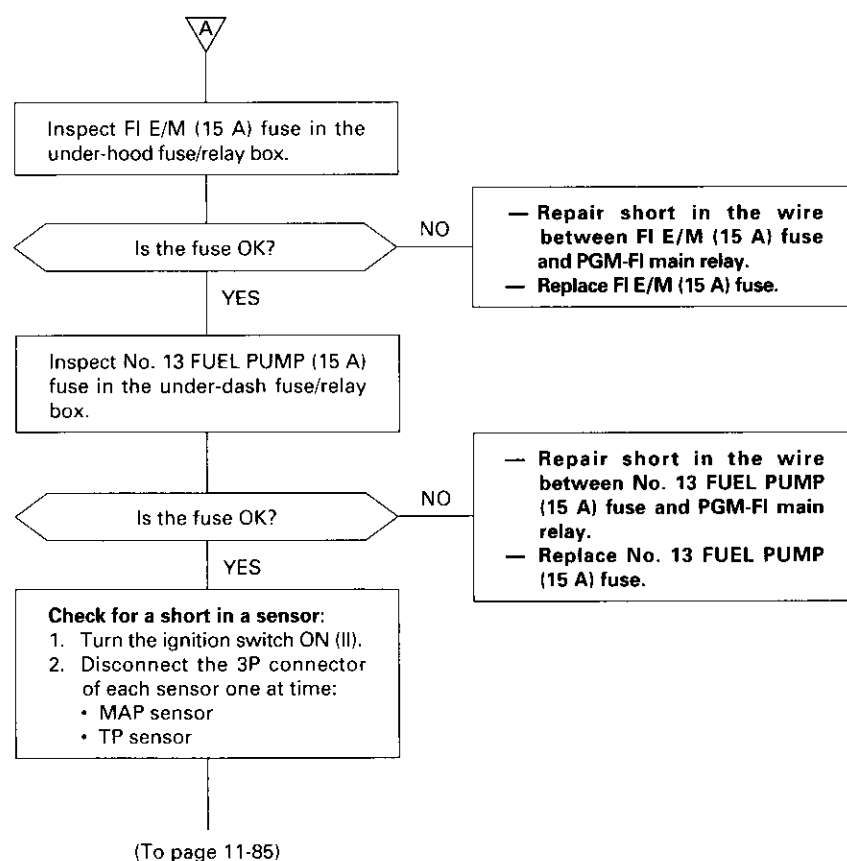 A
Inspect FI E/M (15 A) fuse in the
under-hood fuse/relay box.
Is the fuse OK?
NO
— Repair short in the wire
between FI E/M (15 A) fuse
and PGM-FI main relay.
— Replace FI E/M (15 A) fuse.
YES
Inspect No. 13 FUEL PUMP (15 A)
fuse in the under-dash fuse/relay
box.
Is the fuse OK?
NO
— Repair short in the wire
between No. 13 FUEL PUMP
(15 A) fuse and PGM-FI main
relay.
— Replace No. 13 FUEL PUMP
(15 A) fuse.
YES
Check for a short in a sensor:
1. Turn the ignition switch ON (II).
2. Disconnect the 3P connector
of each sensor one at time:
• MAP sensor
• TP sensor
(To page 11-85)